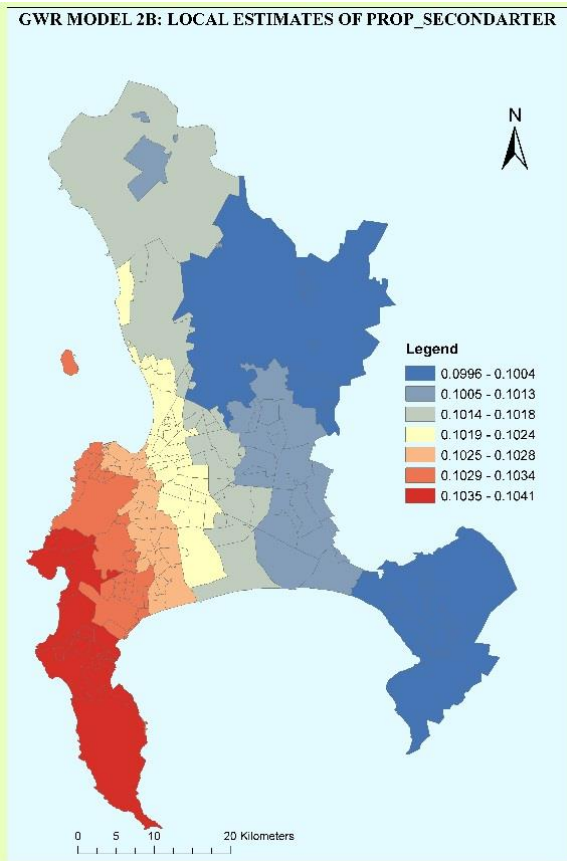 GWR MODEL 2B: LOCAL ESTIMATES OF PROP_SECONDARTER
N
Legend
0.0996 - 0.1004
0.1005 - 0.1013
0.1014 - 0.1018
0.1019 - 0.1024
0.1025 - 0.1028
0.1029 - 0.1034
0.1035 - 0.1041
0 5 10 20 Kilometers